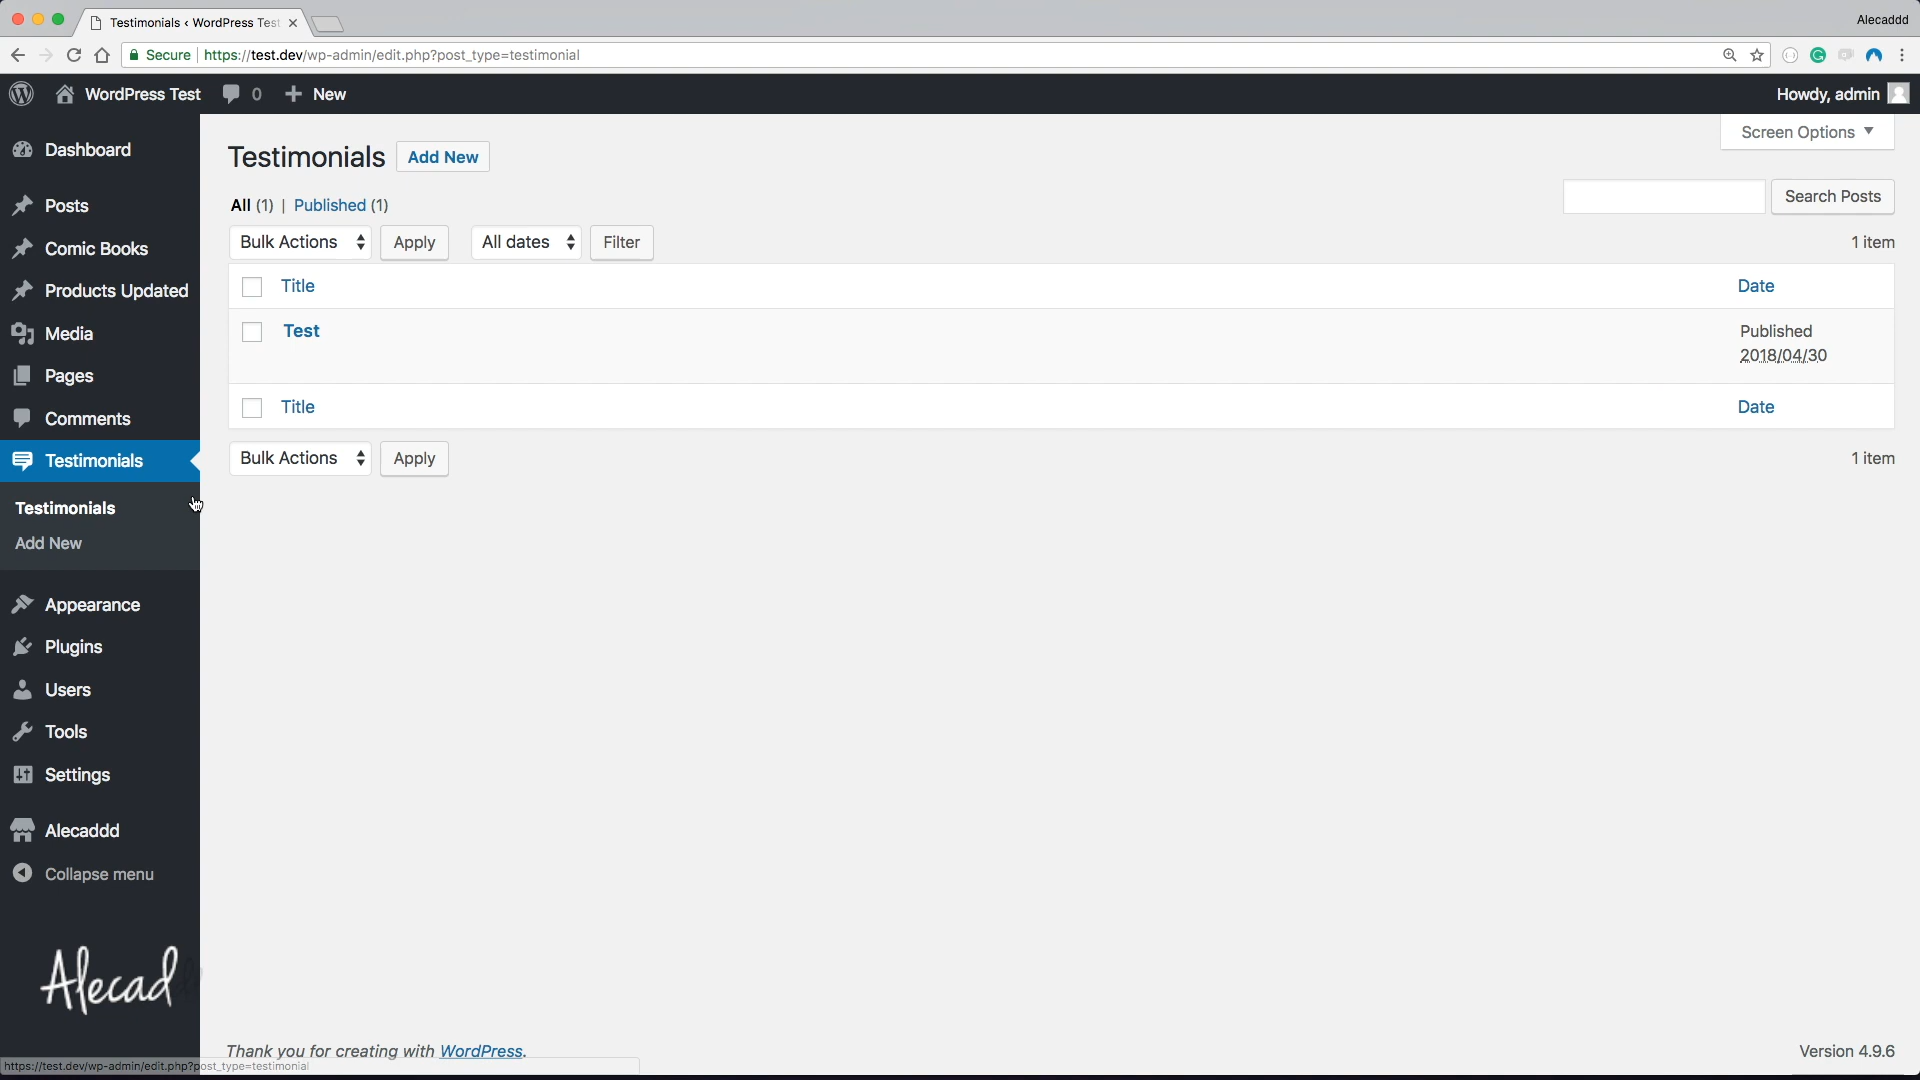 Testimonials ‹ WordPress Test
Alecaddd
Secure https://test.dev/wp-admin/edit.php?post_type=testimonial
WordPress Test 0 New Howdy, admin
Screen Options
Dashboard
Posts
Comic Books
Products Updated
Media
Pages
Comments
Testimonials
Testimonials
Add New
Appearance
Plugins
Users
Tools
Settings
Alecaddd
Collapse menu
Alecad
Testimonials Add New
All (1) | Published (1)
Search Posts
Bulk Actions Apply All dates Filter 1 item
Title Date
Test Published
2018/04/30
Title Date
Bulk Actions Apply 1 item
Thank you for creating with WordPress. Version 4.9.6
https://test.dev/wp-admin/edit.php?post_type=testimonial